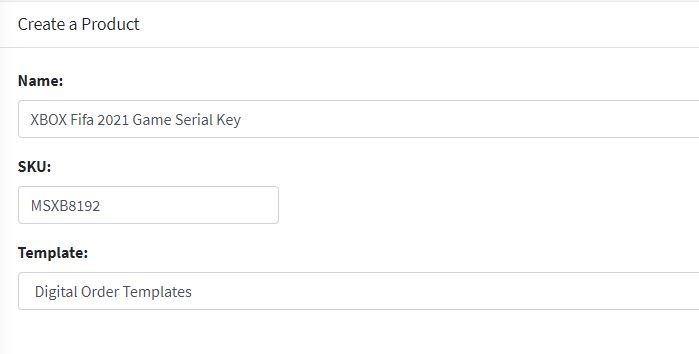 Create a Product
Name:
XBOX Fifa 2021 Game Serial Key
SKU:
MSXB8192
Template:
Digital Order Templates